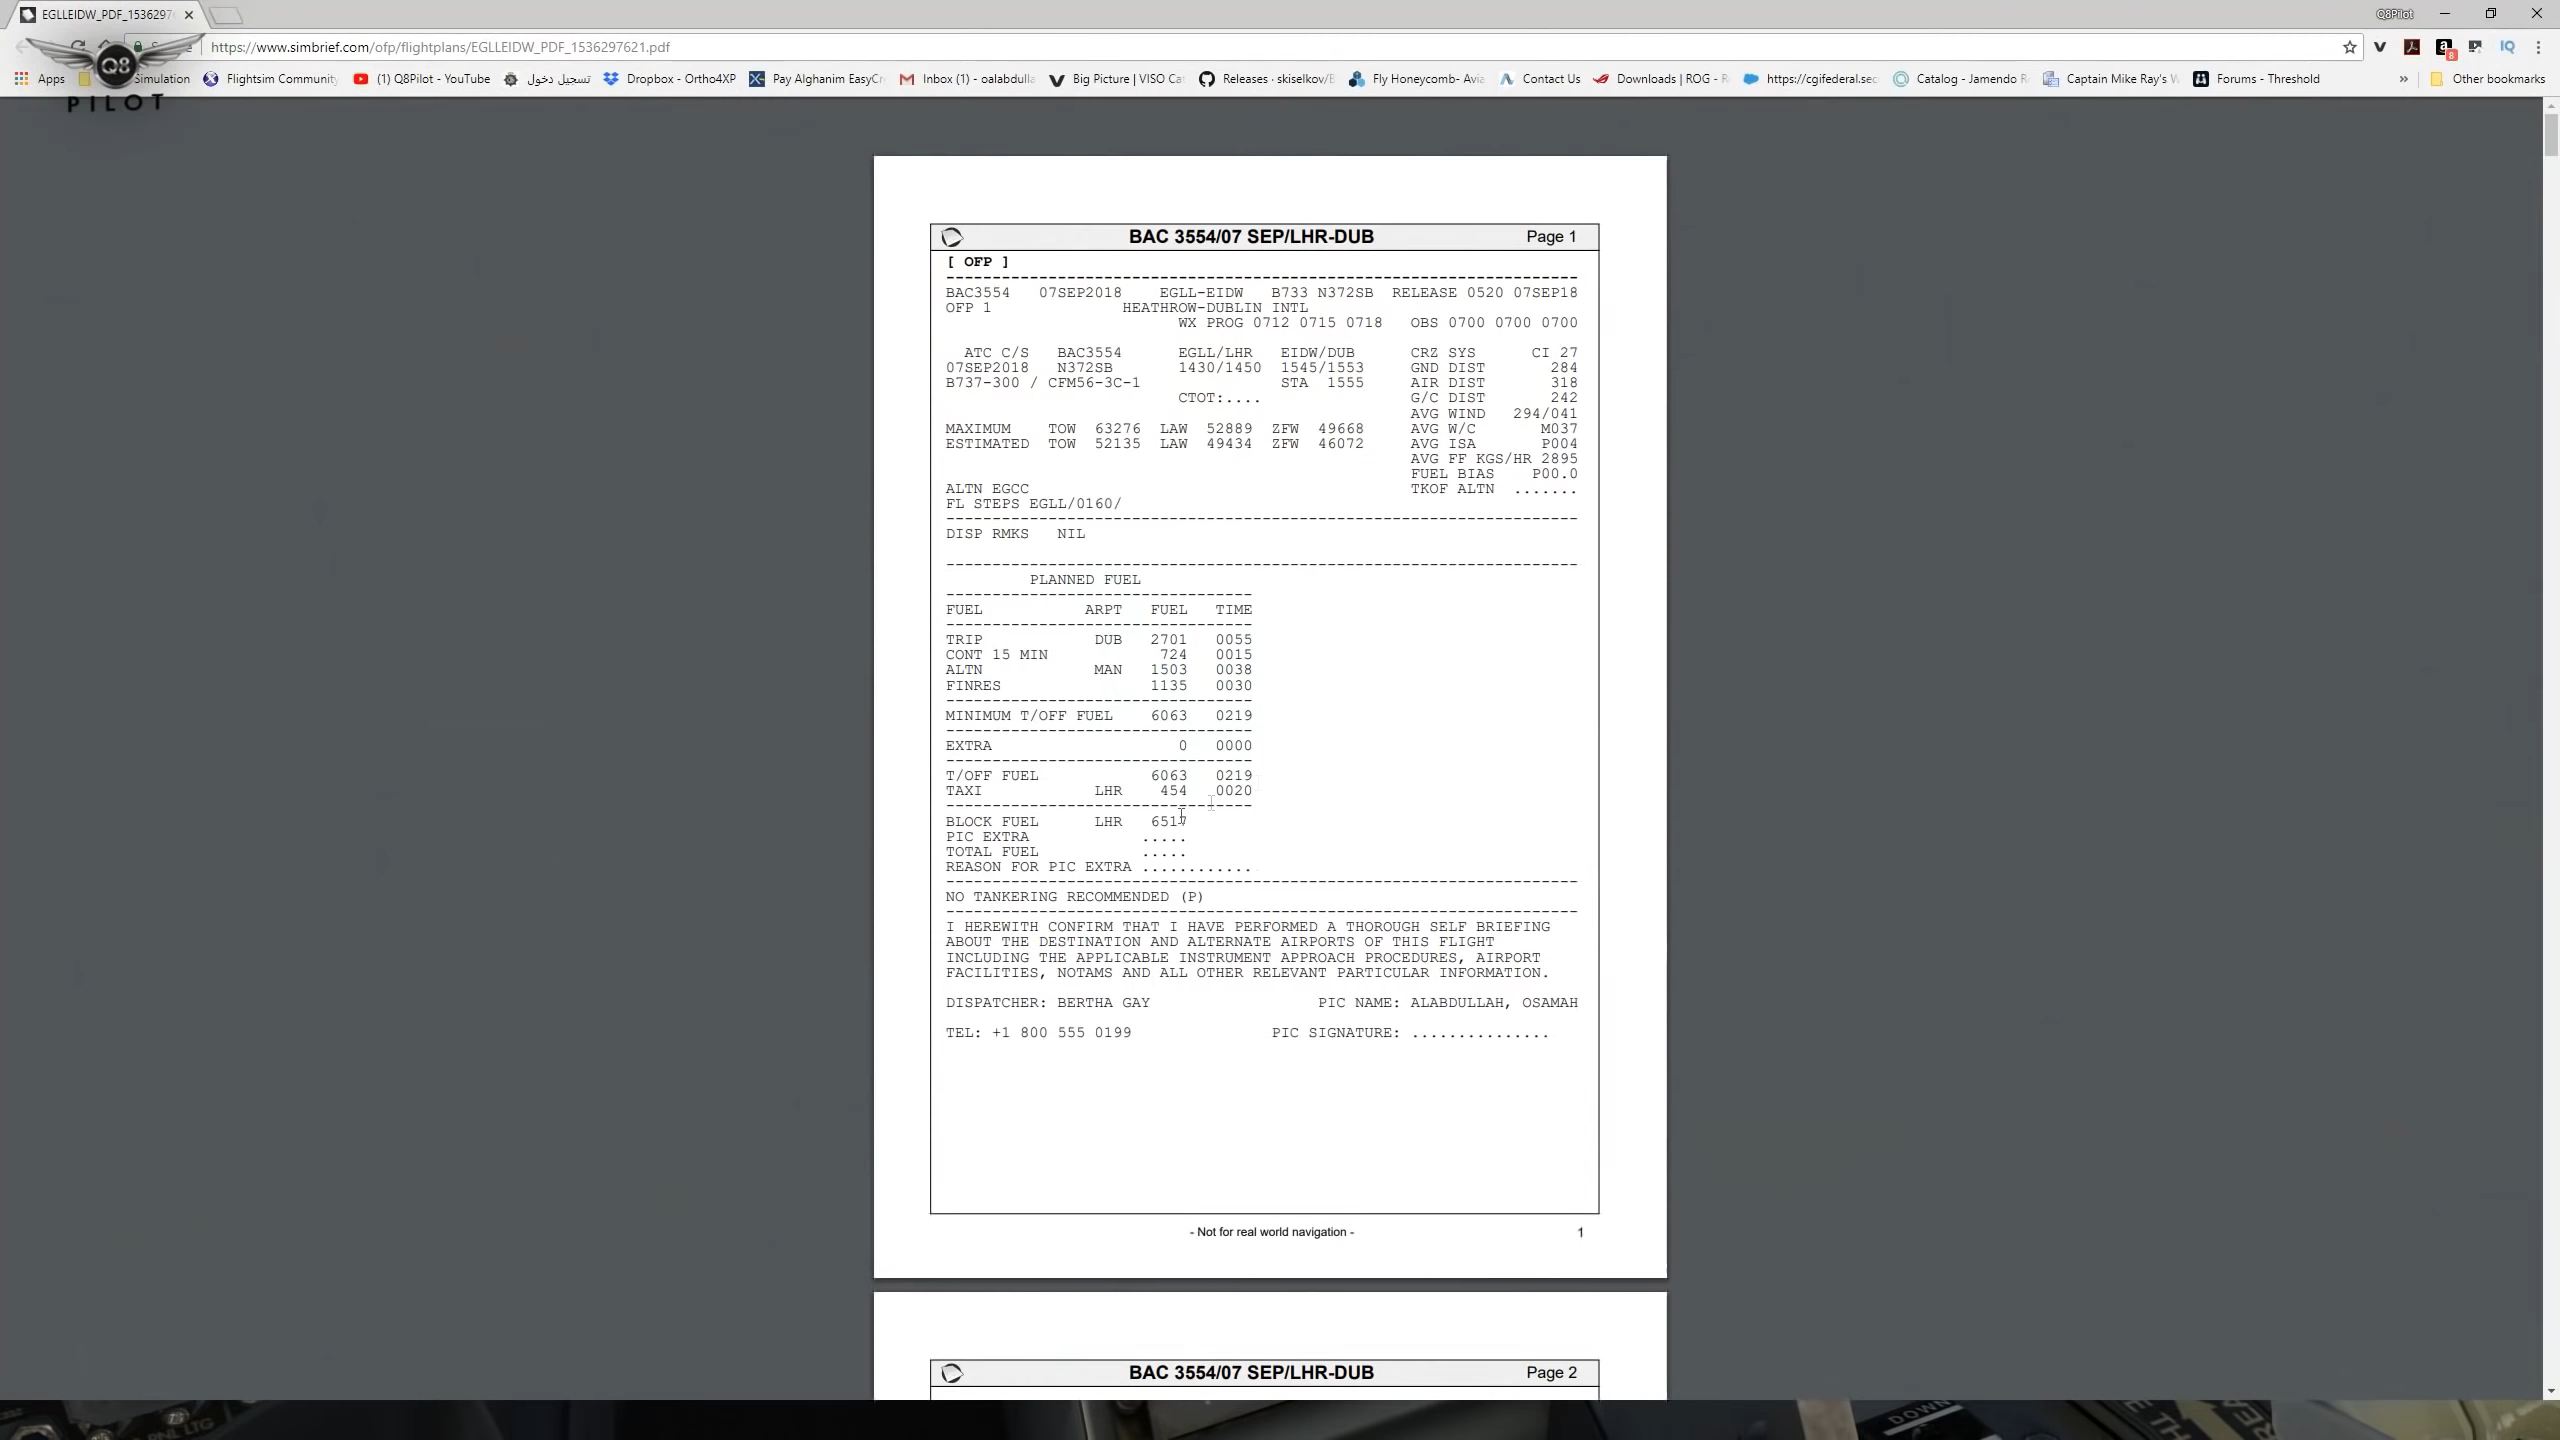 EGLLEIDW_PDF_1536297
Q8Pilot
https://www.simbrief.com/ofp/flightplans/EGLLEIDW_PDF_1536297621.pdf
Q8
PILOT
Apps
Simulation
Flightsim Community
(1) Q8Pilot - YouTube
تسجيل دخول
Dropbox - Ortho4XP
Pay Alghanim EasyCr
Inbox (1) - oalabdulla
Big Picture | VISO Ca
Releases · skiselkov/
Fly Honeycomb- Avia
Contact Us
Downloads | ROG - R
https://cgifederal.sec
Catalog - Jamendo R
Captain Mike Ray's W
Forums - Threshold
»
Other bookmarks
BAC 3554/07 SEP/LHR-DUB Page 1
[ OFP ]
--------------------------------------------------------------------
BAC3554 07SEP2018 EGLL-EIDW B733 N372SB RELEASE 0520 07SEP18
OFP 1 HEATHROW-DUBLIN INTL
WX PROG 0712 0715 0718 OBS 0700 0700 0700
ATC C/S BAC3554 EGLL/LHR EIDW/DUB CRZ SYS CI 27
07SEP2018 N372SB 1430/1450 1545/1553 GND DIST 284
B737-300 / CFM56-3C-1 STA 1555 AIR DIST 318
CTOT:.... G/C DIST 242
AVG WIND 294/041
MAXIMUM TOW 63276 LAW 52889 ZFW 49668 AVG W/C M037
ESTIMATED TOW 52135 LAW 49434 ZFW 46072 AVG ISA P004
AVG FF KGS/HR 2895
FUEL BIAS P00.0
ALTN EGCC TKOF ALTN .......
FL STEPS EGLL/0160/
--------------------------------------------------------------------
DISP RMKS NIL
--------------------------------------------------------------------
PLANNED FUEL
---------------------------------
FUEL ARPT FUEL TIME
---------------------------------
TRIP DUB 2701 0055
CONT 15 MIN 724 0015
ALTN MAN 1503 0038
FINRES 1135 0030
---------------------------------
MINIMUM T/OFF FUEL 6063 0219
---------------------------------
EXTRA 0 0000
---------------------------------
T/OFF FUEL 6063 0219
TAXI LHR 454 0020
---------------------------------
BLOCK FUEL LHR 6517
PIC EXTRA .....
TOTAL FUEL .....
REASON FOR PIC EXTRA ............
--------------------------------------------------------------------
NO TANKERING RECOMMENDED (P)
--------------------------------------------------------------------
I HEREWITH CONFIRM THAT I HAVE PERFORMED A THOROUGH SELF BRIEFING
ABOUT THE DESTINATION AND ALTERNATE AIRPORTS OF THIS FLIGHT
INCLUDING THE APPLICABLE INSTRUMENT APPROACH PROCEDURES, AIRPORT
FACILITIES, NOTAMS AND ALL OTHER RELEVANT PARTICULAR INFORMATION.
DISPATCHER: BERTHA GAY PIC NAME: ALABDULLAH, OSAMAH
TEL: +1 800 555 0199 PIC SIGNATURE: ...............
- Not for real world navigation - 1
BAC 3554/07 SEP/LHR-DUB Page 2
DOWN